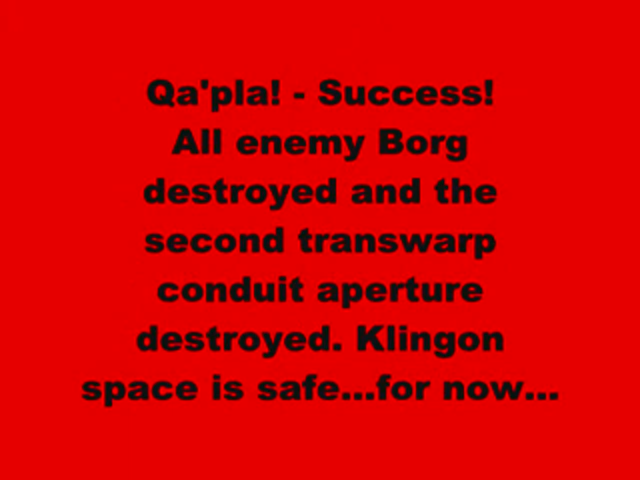 Qa'pla! - Success!
All enemy Borg
destroyed and the
second transwarp
conduit aperture
destroyed. Klingon
space is safe...for now...